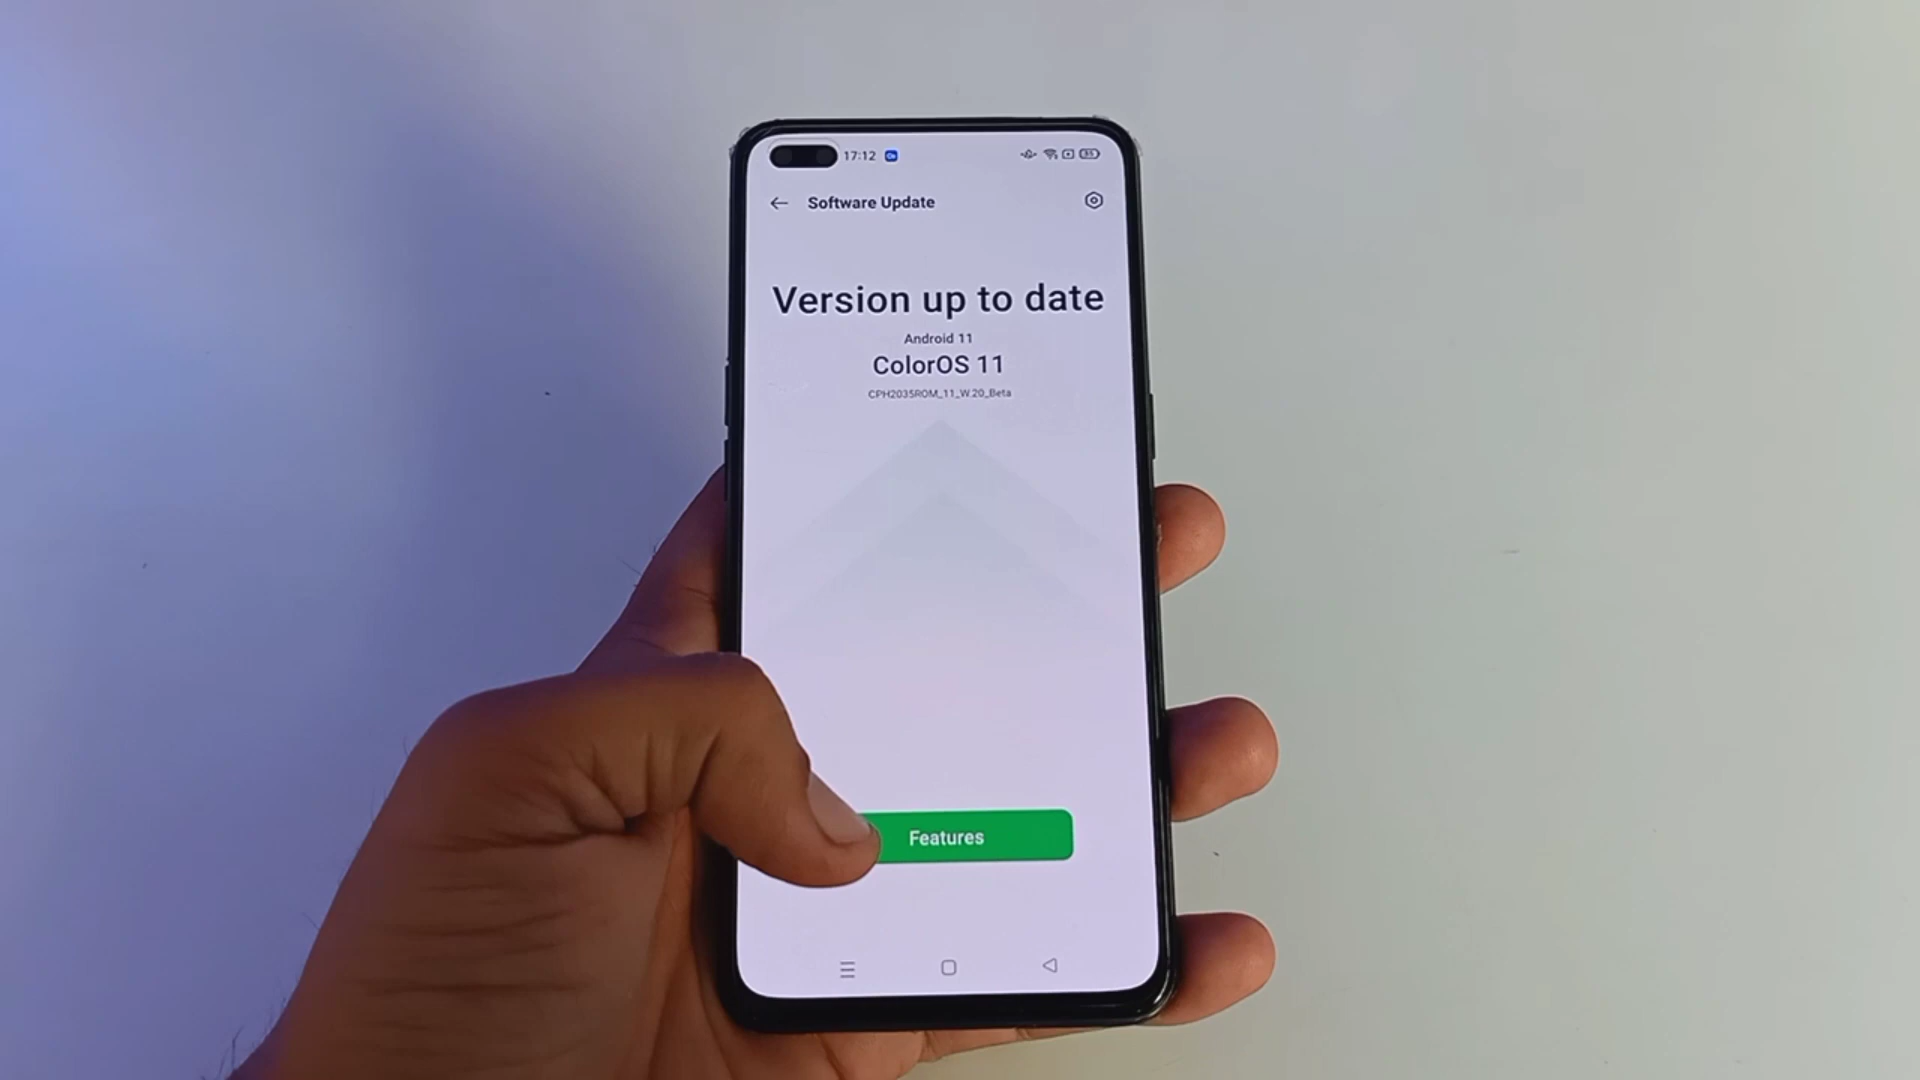 17:12
Software Update
Version up to date
Android 11
ColorOS 11
CPH2035ROM_11_W.20_Beta
Features